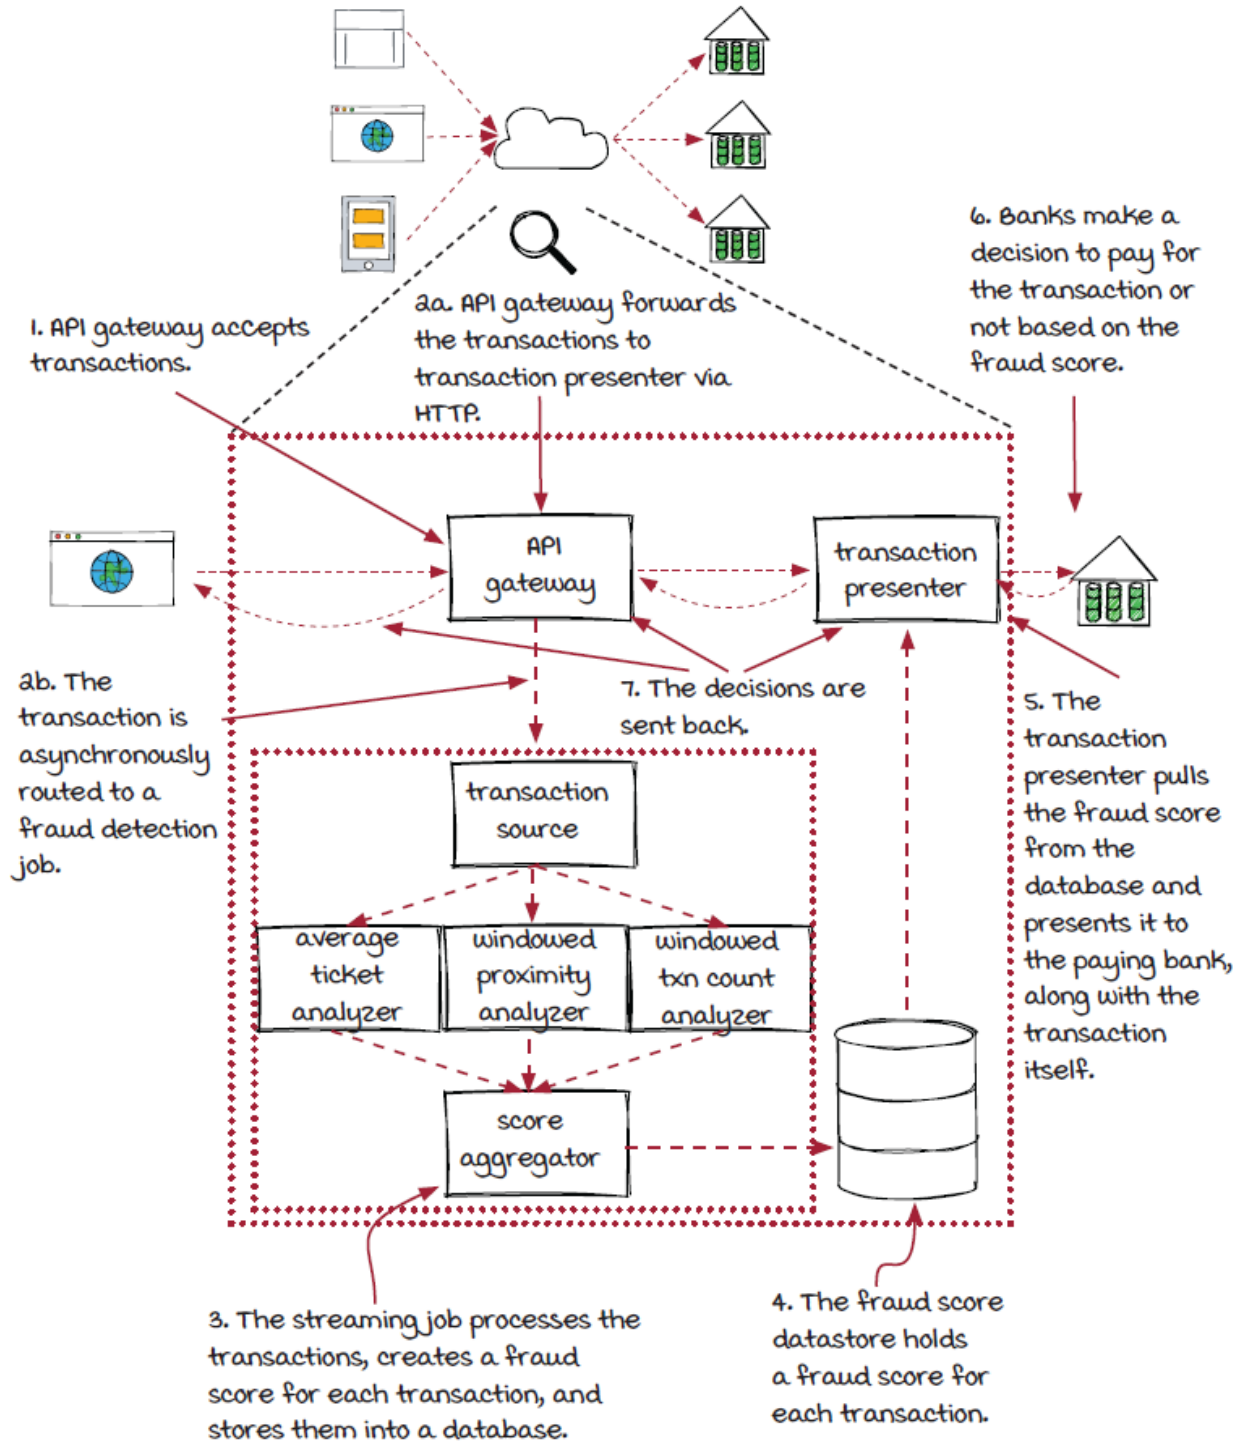 6. Banks make a
decision to pay for
the transaction or
not based on the
fraud score.
2a. API gateway forwards
the transactions to
transaction presenter via
HTTP.
1. API gateway accepts
transactions.
API
gateway
transaction
presenter
2b. The
transaction is
asynchronously
routed to a
fraud detection
job.
7. The decisions are
sent back.
5. The
transaction
presenter pulls
the fraud score
from the
database and
presents it to
the paying bank,
along with the
transaction
itself.
transaction
source
average
ticket
analyzer
windowed
proximity
analyzer
windowed
txn count
analyzer
score
aggregator
3. The streaming job processes the
transactions, creates a fraud
score for each transaction, and
stores them into a database.
4. The fraud score
datastore holds
a fraud score for
each transaction.